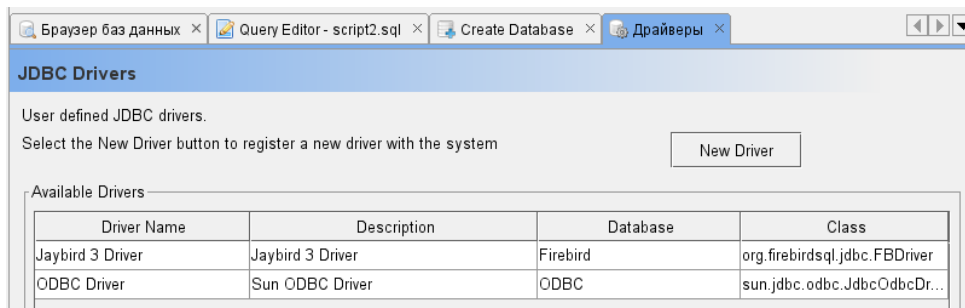 Браузер баз данных Query Editor - script2.sql Create Database Драйверы
JDBC Drivers
User defined JDBC drivers.
Select the New Driver button to register a new driver with the system
New Driver
Available Drivers
Driver Name Description Database Class
Jaybird 3 Driver Jaybird 3 Driver Firebird org.firebirdsql.jdbc.FBDriver
ODBC Driver Sun ODBC Driver ODBC sun.jdbc.odbc.JdbcOdbcDr...